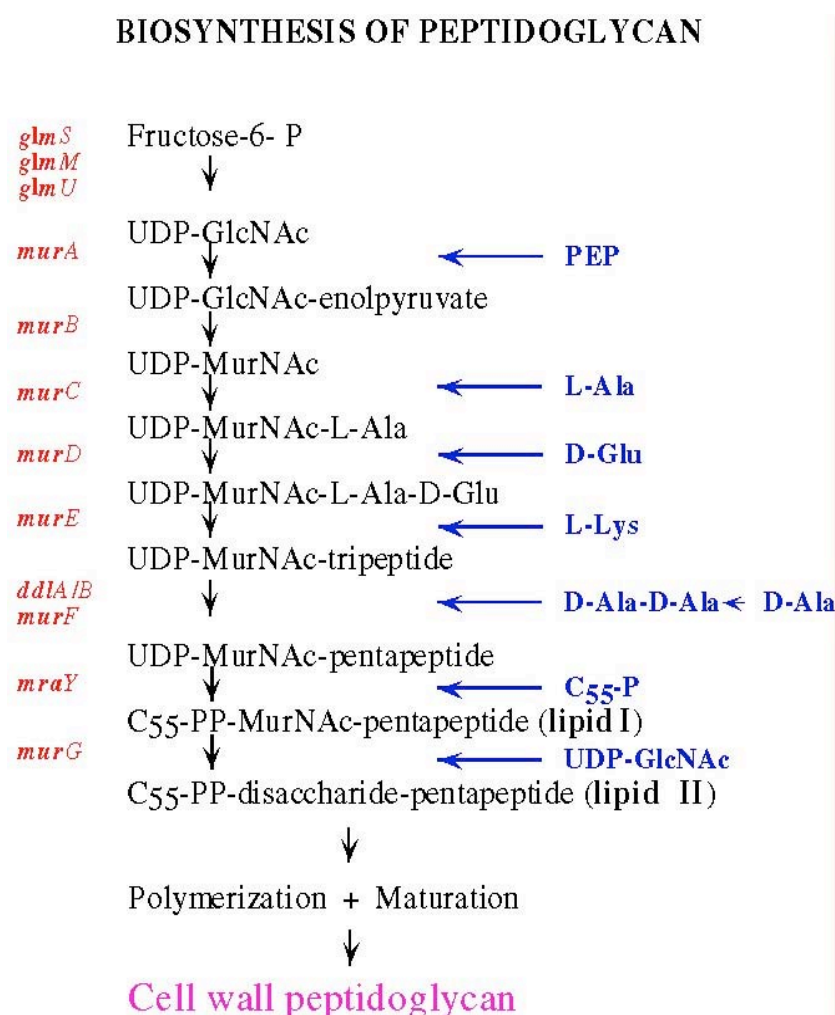 BIOSYNTHESIS OF PEPTIDOGLYCAN
glmS
glmM
glmU
Fructose-6- P
UDP-GlcNAc
murA
PEP
UDP-GlcNAc-enolpyruvate
murB
UDP-MurNAc
murC
L-Ala
UDP-MurNAc-L-Ala
murD
D-Glu
UDP-MurNAc-L-Ala-D-Glu
murE
L-Lys
UDP-MurNAc-tripeptide
ddlA/B
murF
D-Ala-D-Ala D-Ala
UDP-MurNAc-pentapeptide
mraY
C55-P
C55-PP-MurNAc-pentapeptide (lipid I)
murG
UDP-GlcNAc
C55-PP-disaccharide-pentapeptide (lipid II)
Polymerization + Maturation
Cell wall peptidoglycan